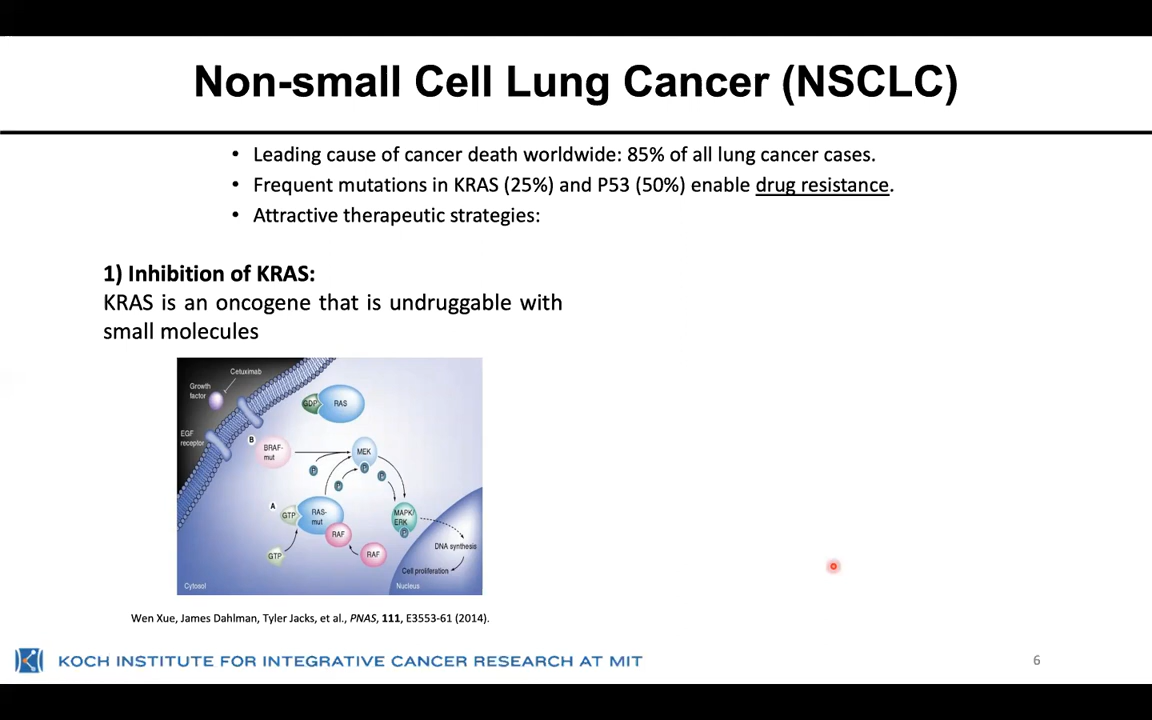 Non-small Cell Lung Cancer (NSCLC)
• Leading cause of cancer death worldwide: 85% of all lung cancer cases.
• Frequent mutations in KRAS (25%) and P53 (50%) enable drug resistance.
• Attractive therapeutic strategies:
1) Inhibition of KRAS:
KRAS is an oncogene that is undruggable with
small molecules
Cetuximab
Growth
factor
GDP
RAS
EGF
receptor
B
BRAF-
mut
MEK
P
P
P
P
A
GTP
RAS-
mut
MAPK/
ERK
P
RAF
GTP
RAF
DNA synthesis
Cell proliferation
Cytosol
Nucleus
Wen Xue, James Dahlman, Tyler Jacks, et al., PNAS, 111, E3553-61 (2014).
KOCH INSTITUTE FOR INTEGRATIVE CANCER RESEARCH AT MIT
6